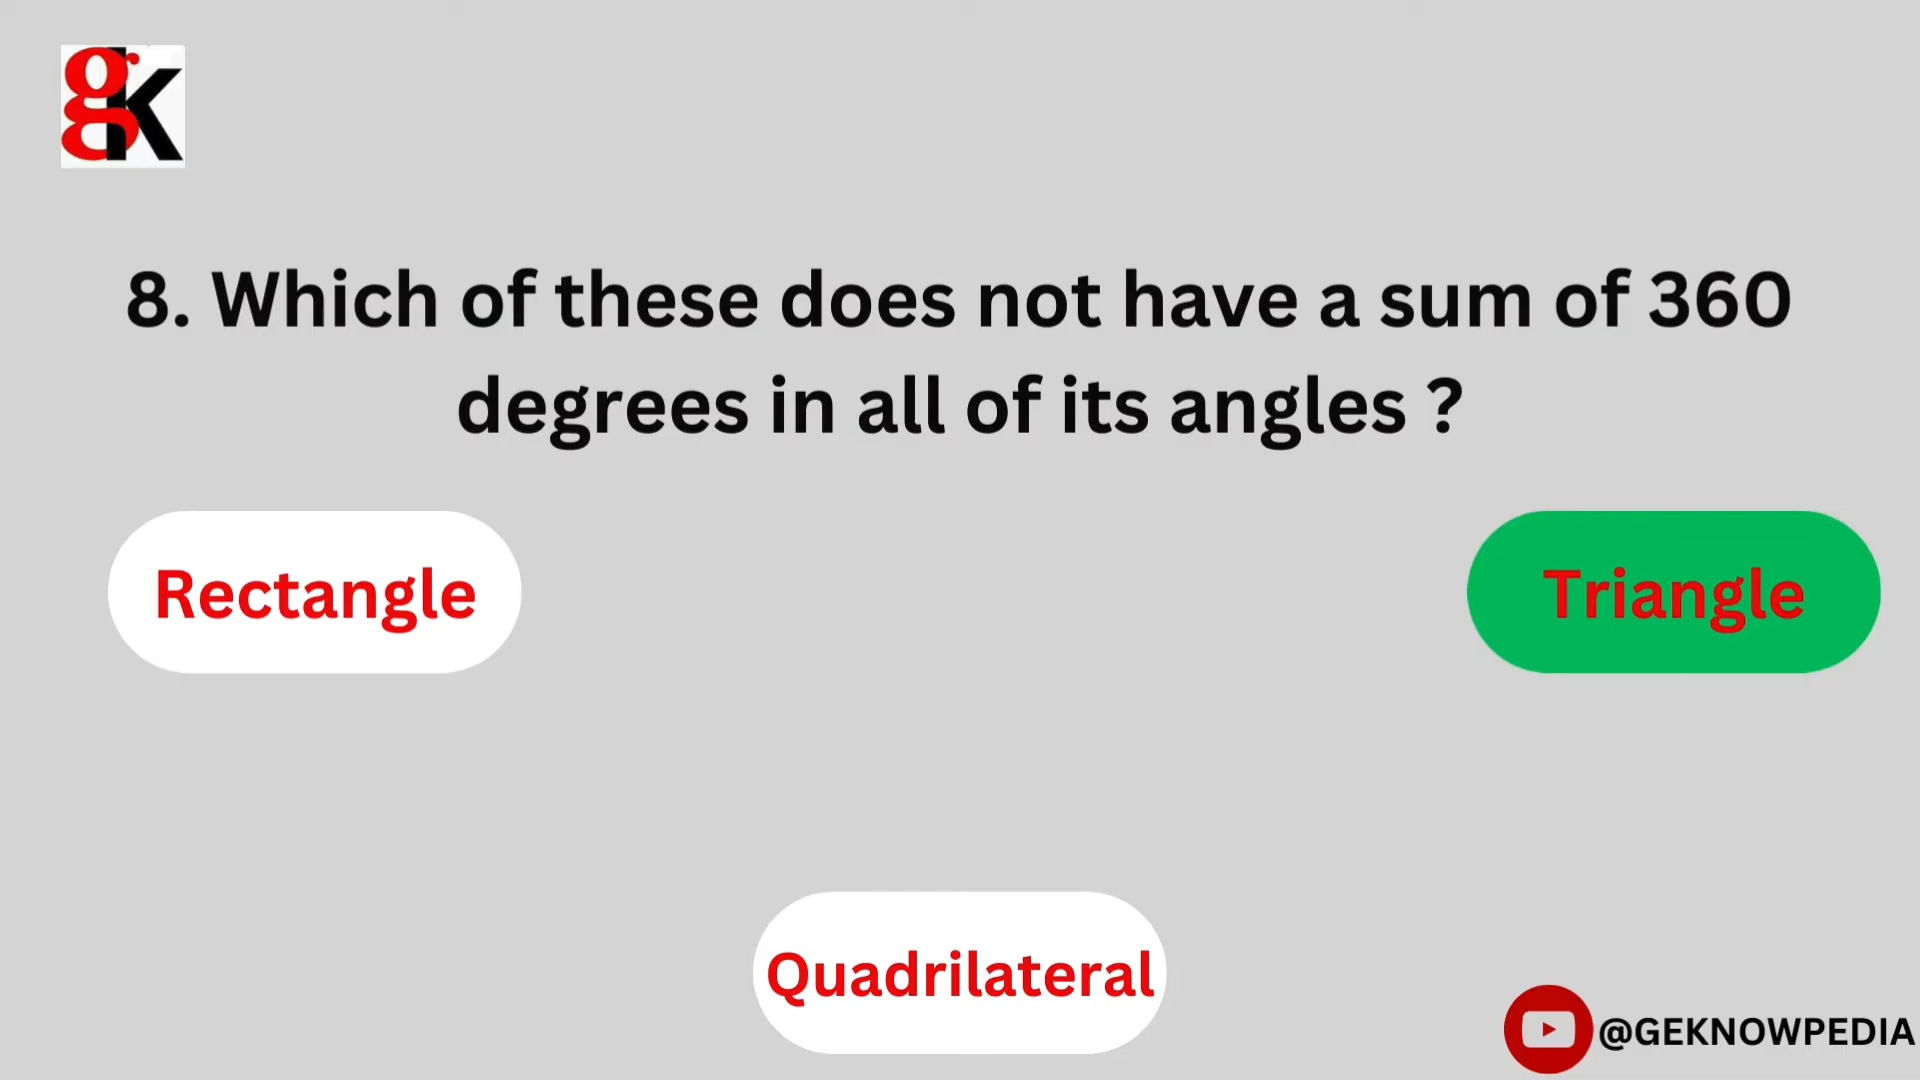 gk
8. Which of these does not have a sum of 360
degrees in all of its angles ?
Rectangle
Triangle
Quadrilateral
@GEKNOWPEDIA